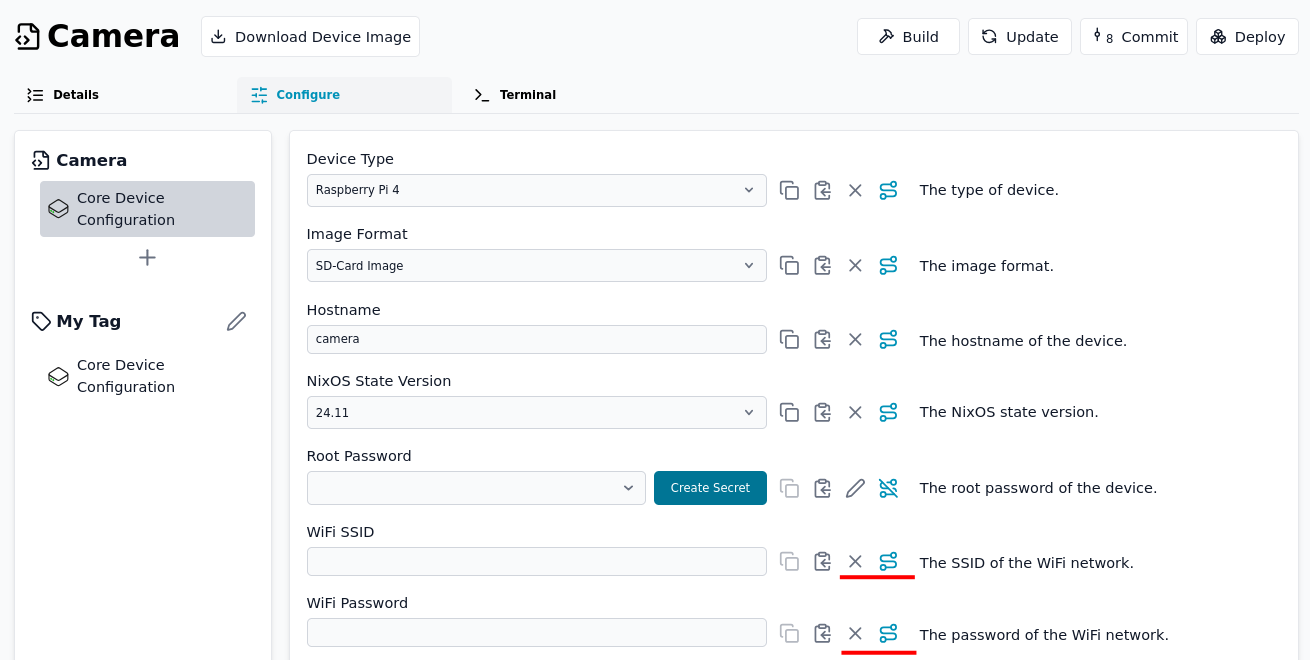 Camera
Download Device Image
Build
Update
8 Commit
Deploy
Details
Configure
Terminal
Camera
Core Device
Configuration
My Tag
Core Device
Configuration
Device Type
Raspberry Pi 4
The type of device.
Image Format
SD-Card Image
The image format.
Hostname
camera
The hostname of the device.
NixOS State Version
24.11
The NixOS state version.
Root Password
Create Secret
The root password of the device.
WiFi SSID
The SSID of the WiFi network.
WiFi Password
The password of the WiFi network.